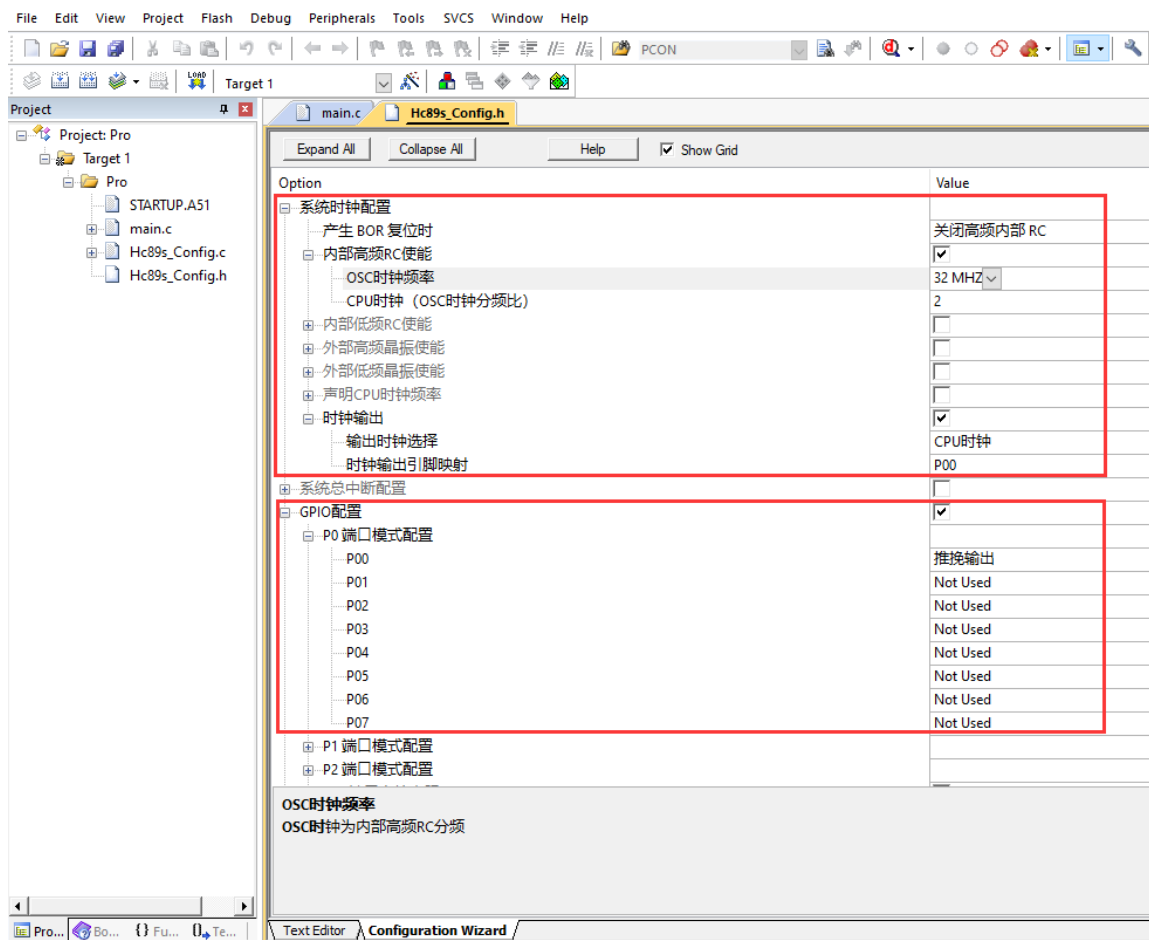 File Edit View Project Flash Debug Peripherals Tools SVCS Window Help
PCON
LOAD Target 1
Project
main.c Hc89s_Config.h
Project: Pro
Target 1
Pro
STARTUP.A51
main.c
Hc89s_Config.c
Hc89s_Config.h
Expand All Collapse All Help Show Grid
Option Value
系统时钟配置
产生 BOR 复位时 关闭高频内部 RC
内部高频RC使能
OSC时钟频率 32 MHZ
CPU时钟（OSC时钟分频比） 2
内部低频RC使能
外部高频晶振使能
外部低频晶振使能
声明CPU时钟频率
时钟输出
输出时钟选择 CPU时钟
时钟输出引脚映射 P00
系统总中断配置
GPIO配置
P0 端口模式配置
P00 推挽输出
P01 Not Used
P02 Not Used
P03 Not Used
P04 Not Used
P05 Not Used
P06 Not Used
P07 Not Used
P1 端口模式配置
P2 端口模式配置
OSC时钟频率
OSC时钟为内部高频RC分频
Pro... Bo... {} Fu... Te...
Text Editor Configuration Wizard